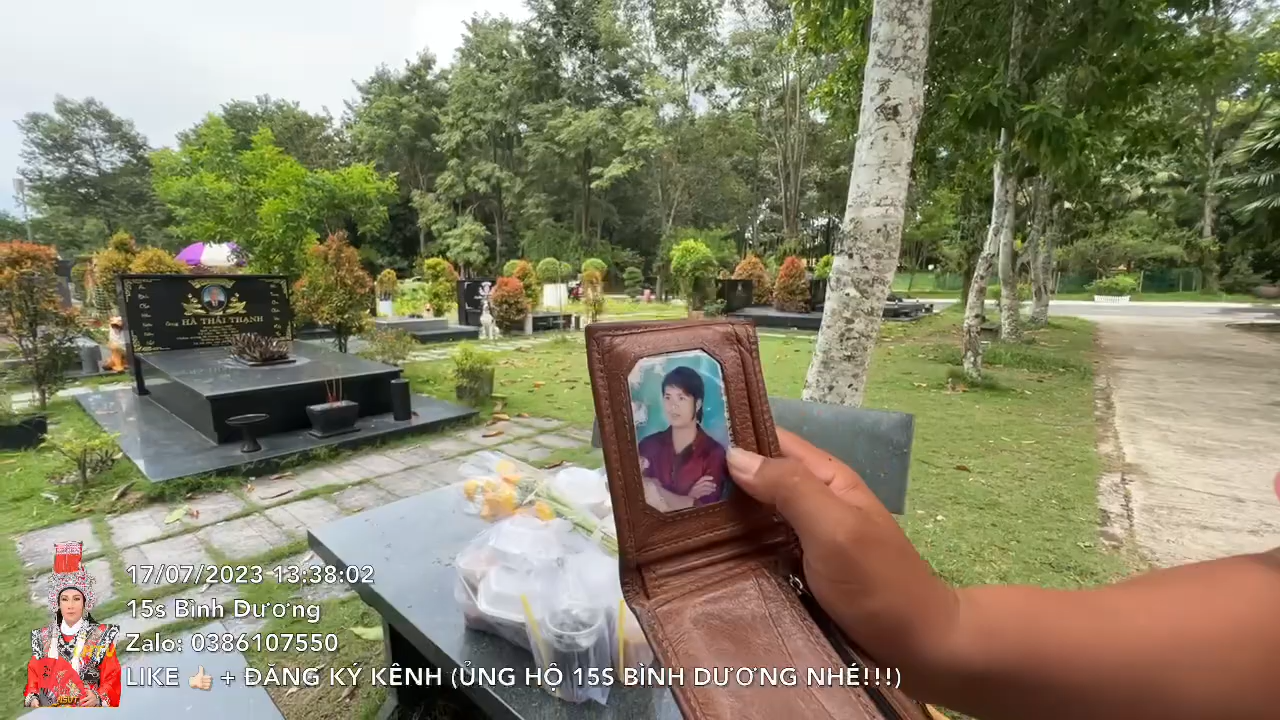 HÀ THÁI THẠNH
17/07/2023 13:38:02
15s Bình Dương
Zalo: 0386107550
LIKE 👍🏻 + ĐĂNG KÝ KÊNH (ỦNG HỘ 15S BÌNH DƯƠNG NHÉ!!!)